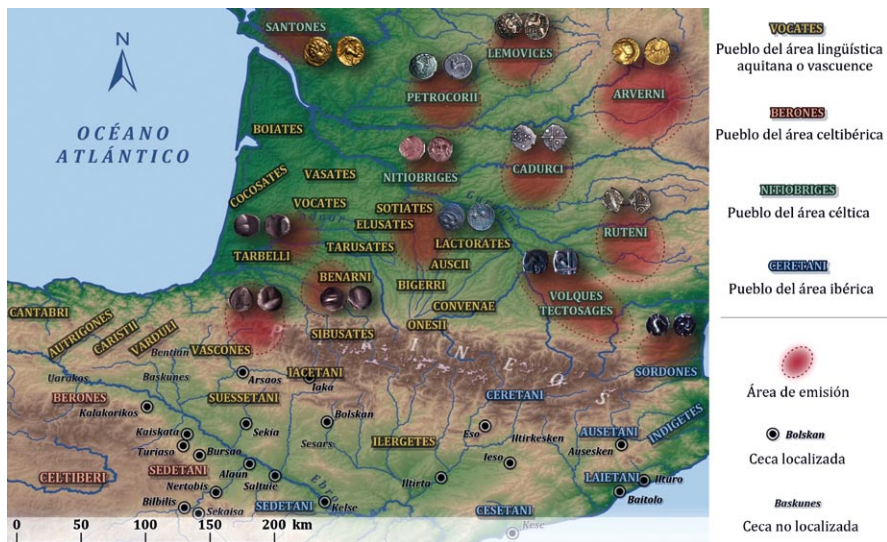 SANTONES
LEMOVICES
PETROCORII
ARVERNI
N
OCÉANO
ATLÁNTICO
BOIATES
NITIOBRIGES
CADURCI
VASATES
COCOSATES
VOCATES
SOTIATES
ELUSATES
RUTENI
TARUSATES
LACTORATES
TARBELLI
AUSCII
BENARNI
BIGERRI
CONVENAE
VOLQUES
TECTOSAGES
ONESII
CANTABRI
AUTRIGONES
CARISTII
VARDULI
SIBUSATES
VASCONES
SORDONES
PIRINEOS
Bentian
Uarakos
Baskunes
Arsaos
IACETANI
Iaka
CERETANI
BERONES
SUESSETANI
Kalakorikos
Bolskan
INDIGETES
Kaiskata
Sekia
Sesars
ILERGETES
Eso
Iltirkesken
AUSETANI
Ausesken
Turiaso
Bursao
SEDETANI
Alaun
Ieso
CELTIBERI
Nertobis
Saltuie
Iltirta
LAIETANI
Ilturo
Baitolo
Bilbilis
Sekaisa
SEDETANI
Ebro
Kelse
CESETANI
Kese
0 50 100 150 200 km
VOCATES
Pueblo del área lingüística
aquitana o vascuence
BERONES
Pueblo del área celtibérica
NITIOBRIGES
Pueblo del área céltica
CERETANI
Pueblo del área ibérica
Área de emisión
Bolskan
Ceca localizada
Baskunes
Ceca no localizada